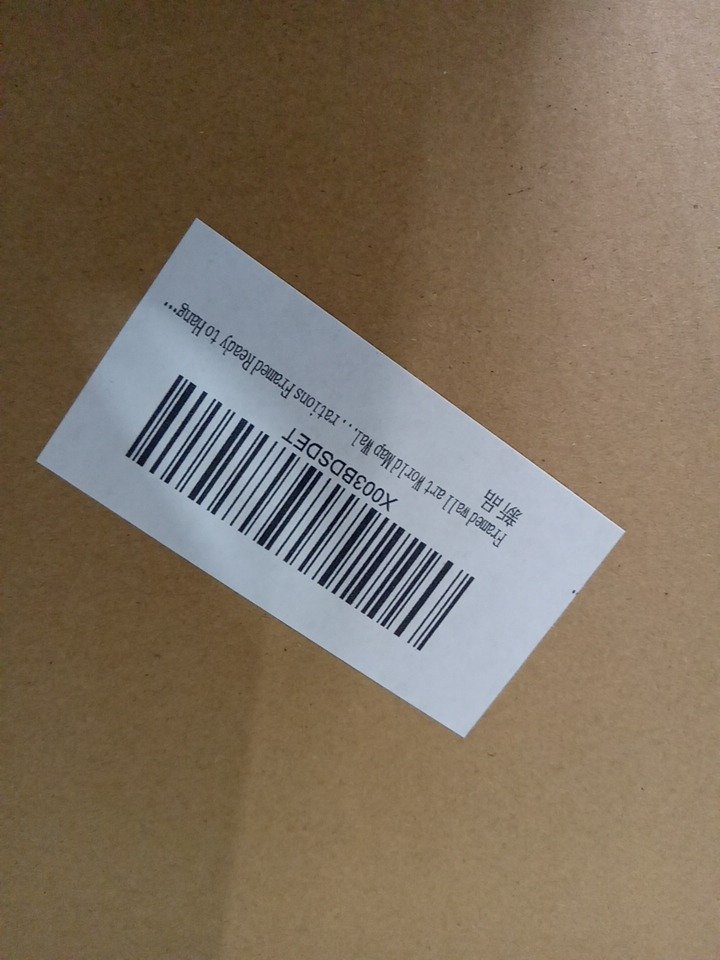 X003BDSDET
Framed wall art World Map Wal...rations Framed Ready to Hang...
新品